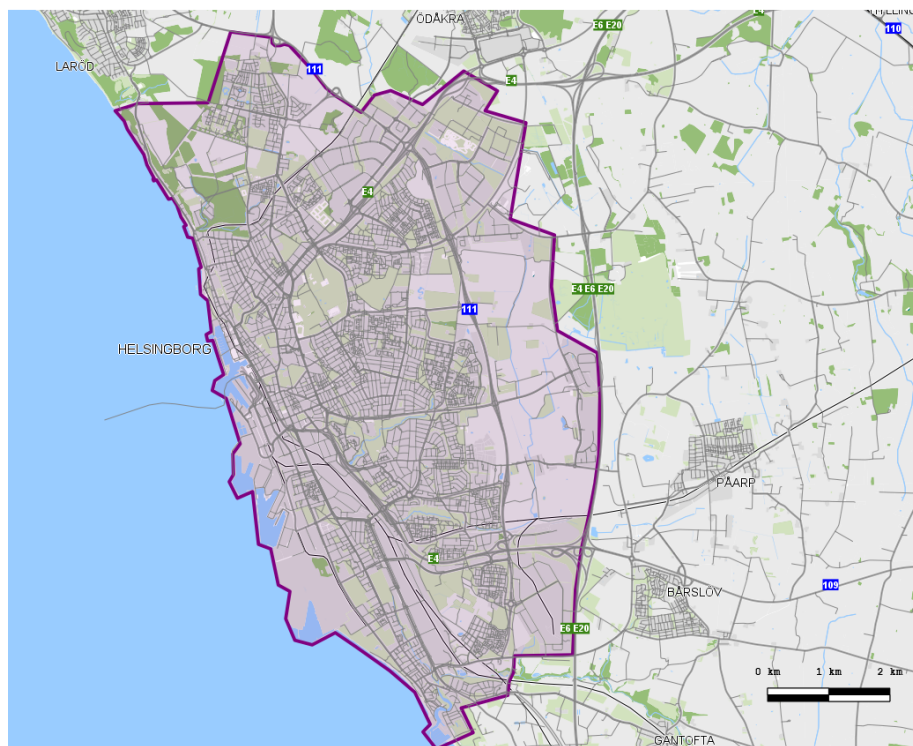 ÖDÅKRA
E6 E20
E4
110
LARÖD
111
E4
E4
E4 E6 E20
111
HELSINGBORG
PÅARP
E4
109
BÅRSLÖV
E6 E20
0 km 1 km 2
GANTOFTA